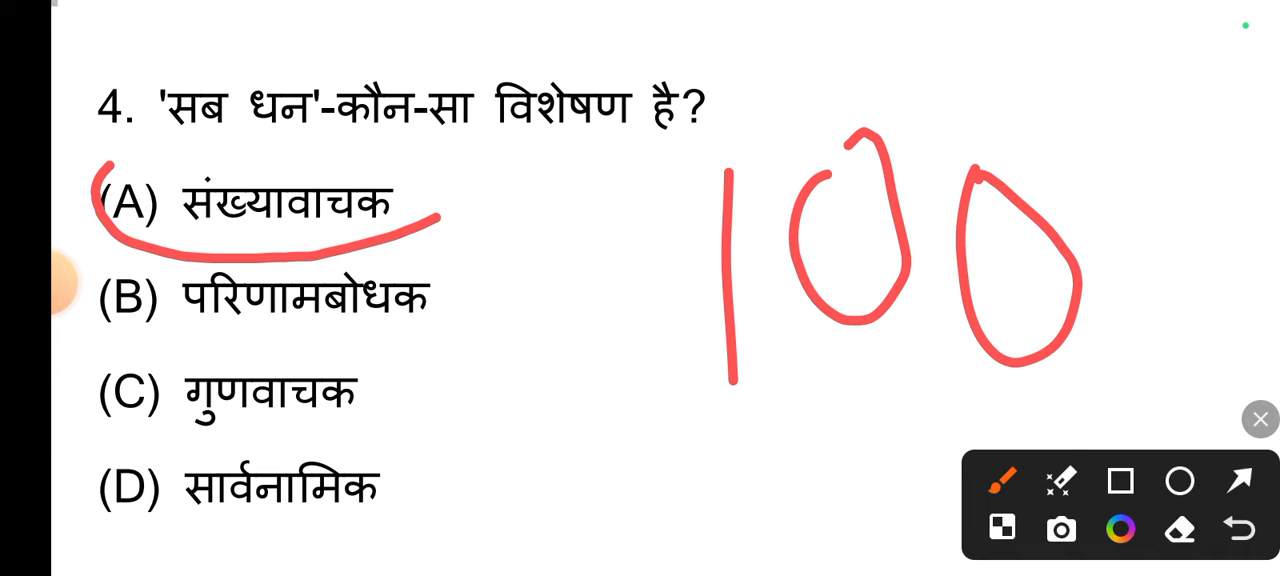 4. 'सब धन'-कौन-सा विशेषण है?
(A) संख्यावाचक
100
(B) परिणामबोधक
(C) गुणवाचक
(D) सार्वनामिक